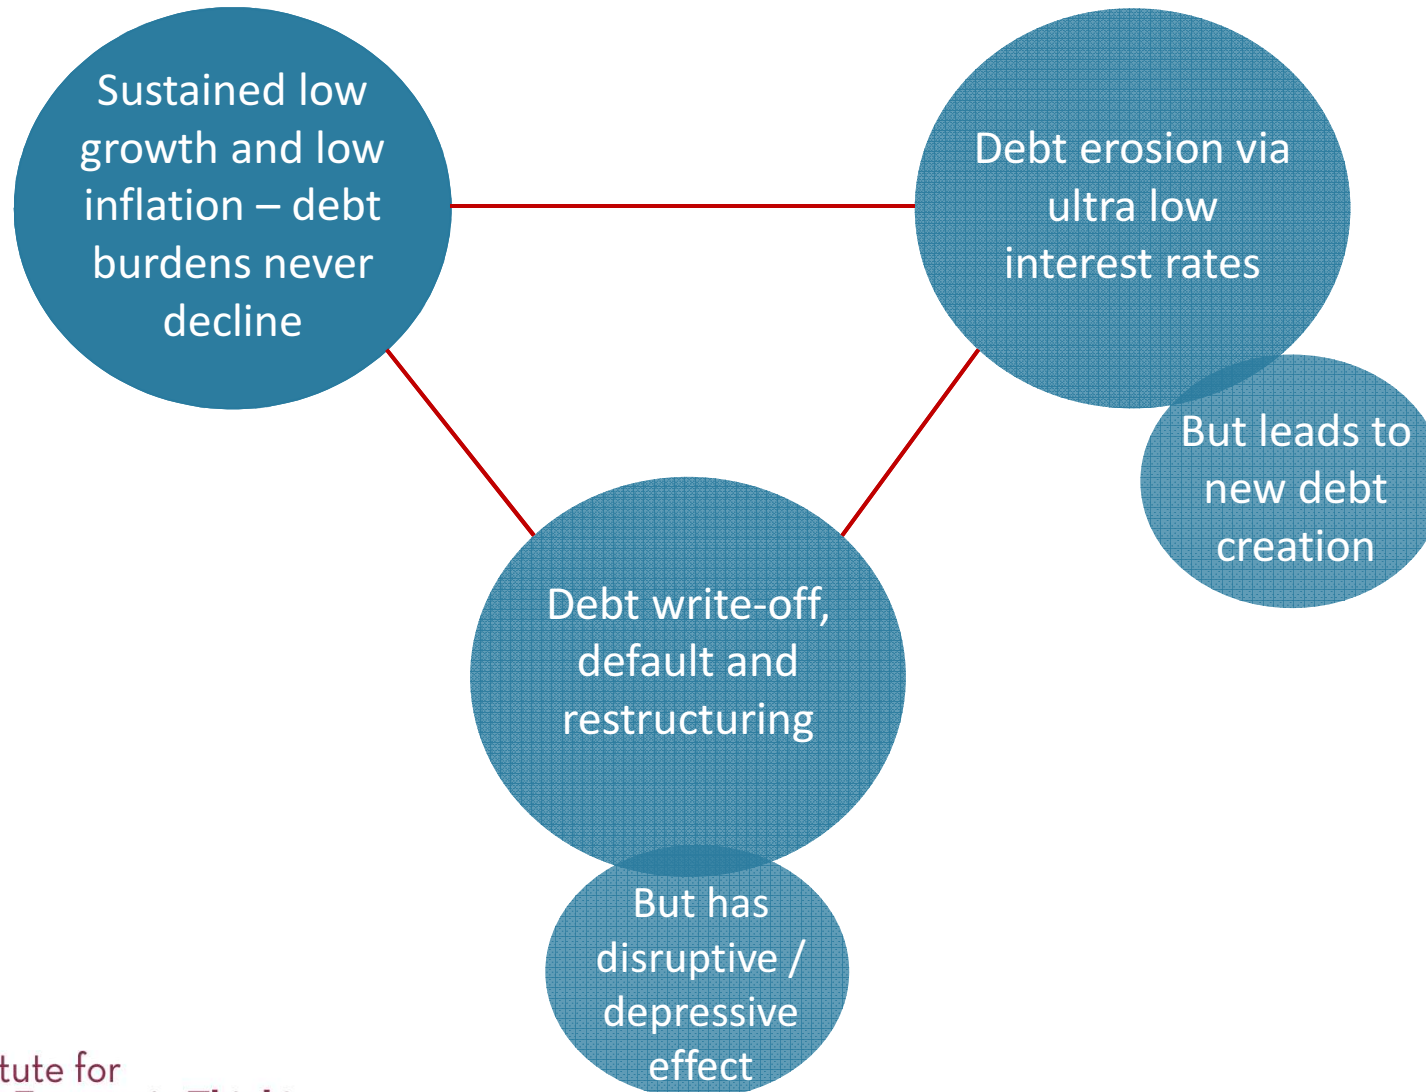 Sustained low
growth and low
inflation – debt
burdens never
decline
Debt erosion via
ultra low
interest rates
But leads to
new debt
creation
Debt write-off,
default and
restructuring
But has
disruptive /
depressive
effect
tute for